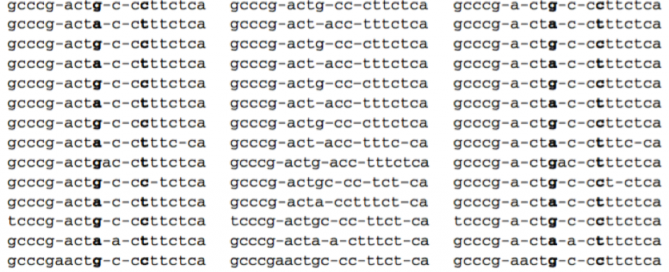 gcccg-actg-c-ccttctca gcccg-actg-cc-cttctca gcccg-a-ctg-c-ccttctca
gcccg-acta-c-ctttctca gcccg-act-acc-tttctca gcccg-a-cta-c-ctttctca
gcccg-actg-c-ccttctca gcccg-actg-cc-cttctca gcccg-a-ctg-c-ccttctca
gcccg-acta-c-ctttctca gcccg-act-acc-tttctca gcccg-a-cta-c-ctttctca
gcccg-actg-c-ccttctca gcccg-actg-cc-cttctca gcccg-a-ctg-c-ccttctca
gcccg-acta-c-ctttctca gcccg-act-acc-tttctca gcccg-a-cta-c-ctttctca
gcccg-actg-c-ccttctca gcccg-actg-cc-cttctca gcccg-a-ctg-c-ccttctca
gcccg-acta-c-ctttc-ca gcccg-act-acc-tttc-ca gcccg-a-cta-c-ctttc-ca
gcccg-actgac-ctttctca gcccg-actg-acc-tttctca gcccg-a-ctgac-ctttctca
gcccg-actg-c-cc-tctca gcccg-actgc-cc-tct-ca gcccg-a-ctg-c-cct-ctca
gcccg-acta-c-ctttctca gcccg-acta-cctttct-ca gcccg-a-cta-c-ctttctca
tcccg-actg-c-ccttctca tcccg-actgc-cc-ttct-ca tcccg-a-ctg-c-ccttctca
gcccg-acta-a-ctttctca gcccg-acta-a-ctttct-ca gcccg-a-cta-a-ctttctca
gcccgaactg-c-ccttctca gcccgaactgc-cc-ttct-ca gcccg-aactg-c-ccttctca